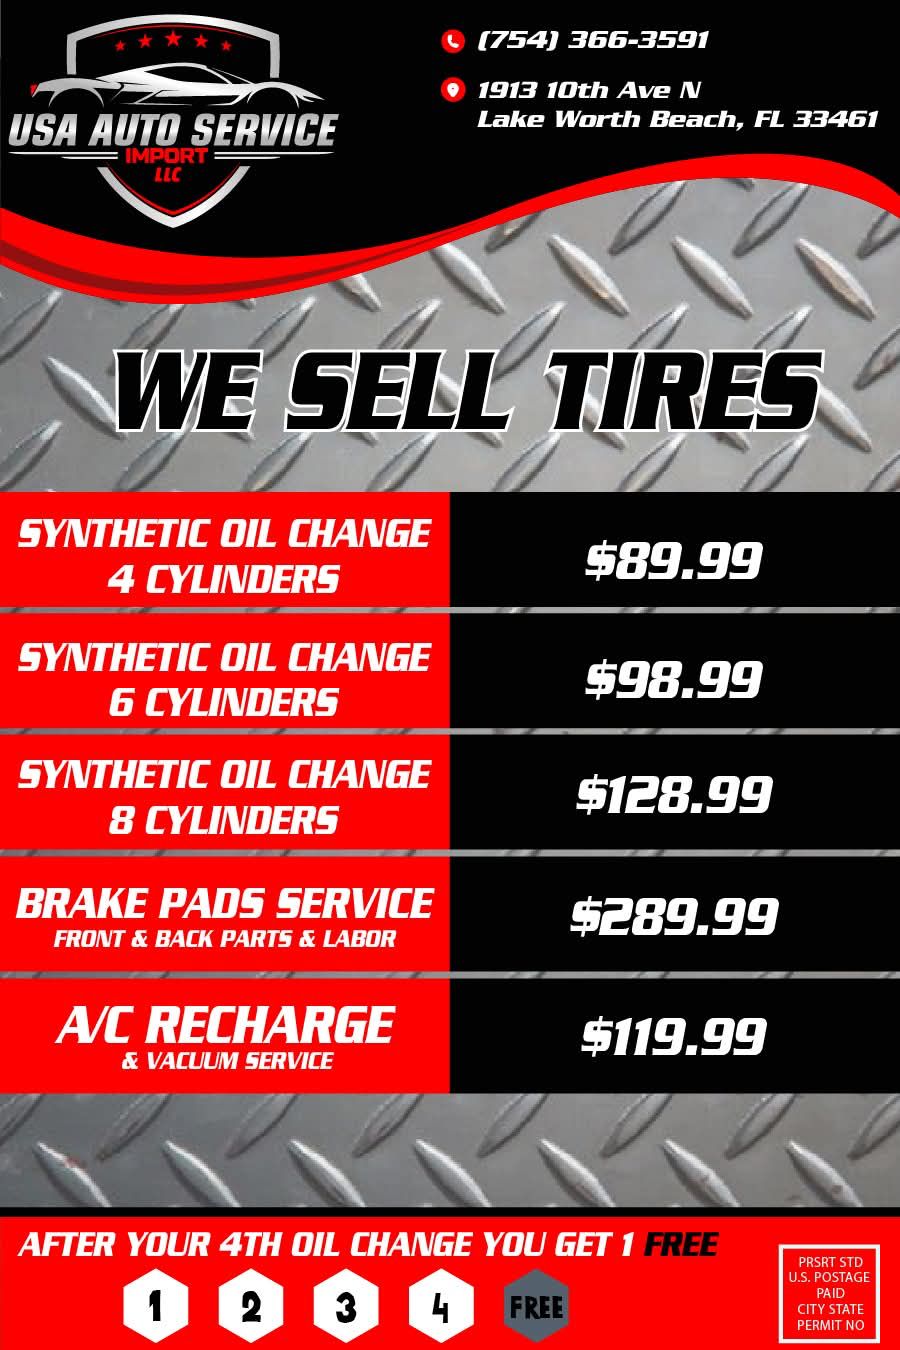 USA AUTO SERVICE
IMPORT
LLC
(754) 366-3591
1913 10th Ave N
Lake Worth Beach, FL 33461
WE SELL TIRES
SYNTHETIC OIL CHANGE
4 CYLINDERS
$89.99
SYNTHETIC OIL CHANGE
6 CYLINDERS
$98.99
SYNTHETIC OIL CHANGE
8 CYLINDERS
$128.99
BRAKE PADS SERVICE
FRONT & BACK PARTS & LABOR
$289.99
A/C RECHARGE
& VACUUM SERVICE
$119.99
AFTER YOUR 4TH OIL CHANGE YOU GET 1 FREE
1 2 3 4 FREE
PRSRT STD
U.S. POSTAGE
PAID
CITY STATE
PERMIT NO